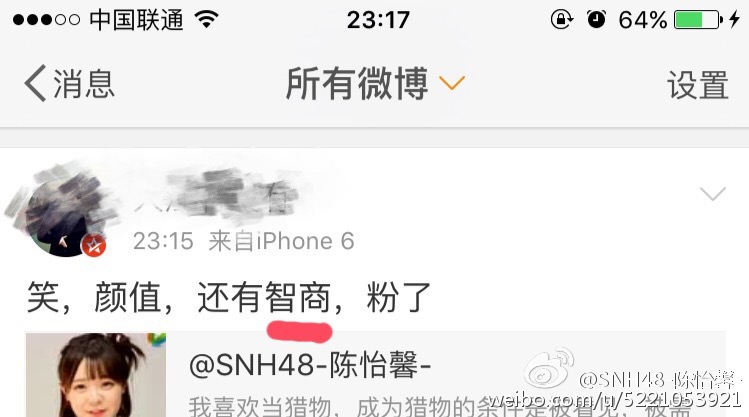 中国联通 23:17 64%
消息 所有微博 设置
23:15 来自iPhone 6
笑，颜值，还有智商，粉了
@SNH48-陈怡馨-
@SNH48-陈怡馨-
我喜欢当猎物，成为猎物的条件是被看见，被
weibo.com/u/5221053921